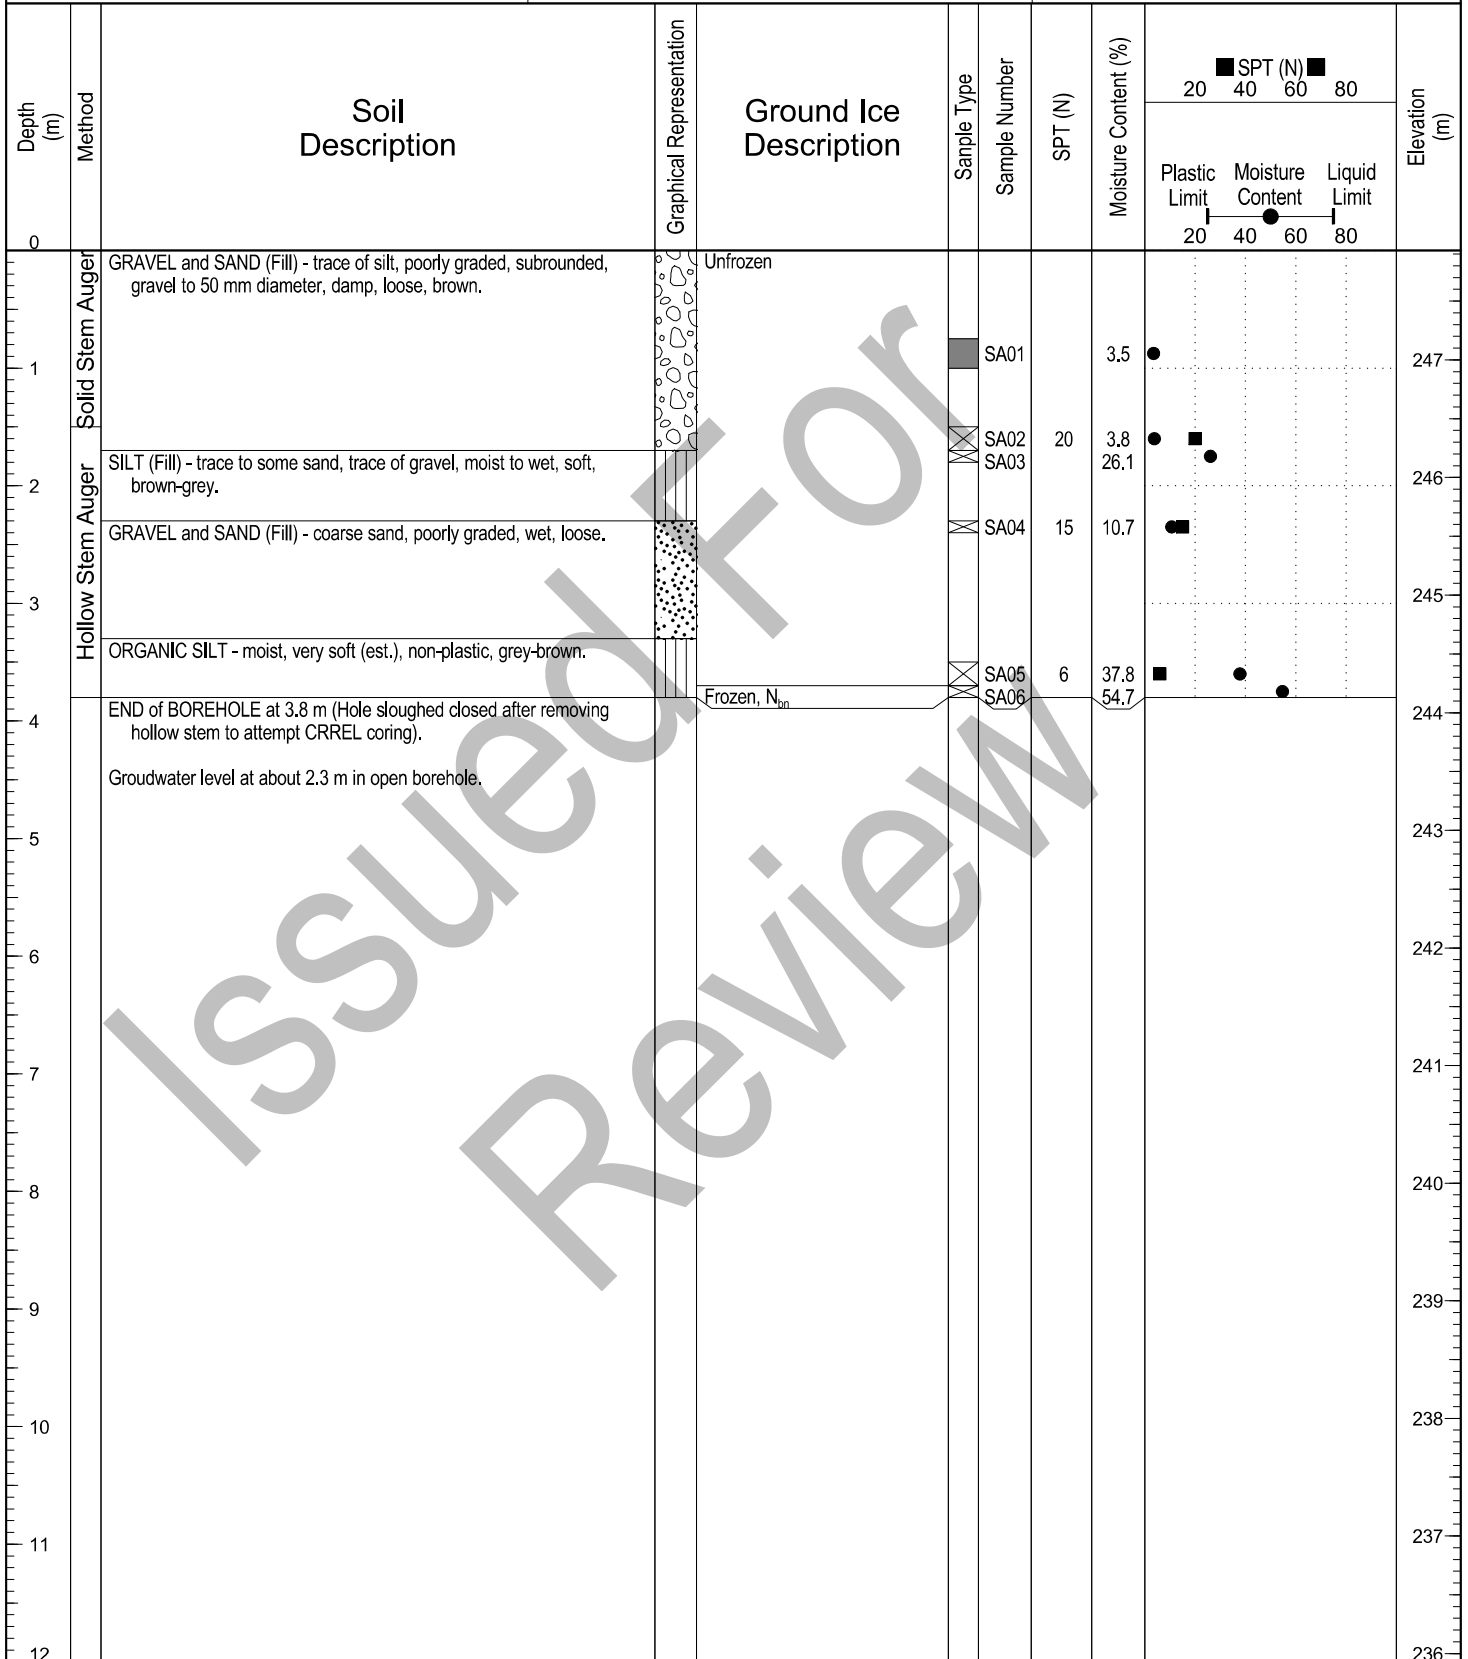 Depth
(m)
Method
Soil
Description
Graphical Representation
Ground Ice
Description
Sanple Type
Sample Number
SPT (N)
Moisture Content (%)
■ SPT (N) ■
20 40 60 80
Plastic Moisture Liquid
Limit Content Limit
20 40 60 80
Elevation
(m)
0
Solid Stem Auger
GRAVEL and SAND (Fill) - trace of silt, poorly graded, subrounded,
gravel to 50 mm diameter, damp, loose, brown.
Unfrozen
SA01 3.5
247
1
SA02 20 3.8
Hollow Stem Auger
SILT (Fill) - trace to some sand, trace of gravel, moist to wet, soft,
brown-grey.
SA03 26.1
246
2
GRAVEL and SAND (Fill) - coarse sand, poorly graded, wet, loose.
SA04 15 10.7
245
3
ORGANIC SILT - moist, very soft (est.), non-plastic, grey-brown.
SA05 6 37.8
Frozen, Nbn
SA06 54.7
END of BOREHOLE at 3.8 m (Hole sloughed closed after removing
hollow stem to attempt CRREL coring).
244
4
Groudwater level at about 2.3 m in open borehole.
243
5
242
6
241
7
240
8
239
9
238
10
237
11
236
12
Issued For
Review